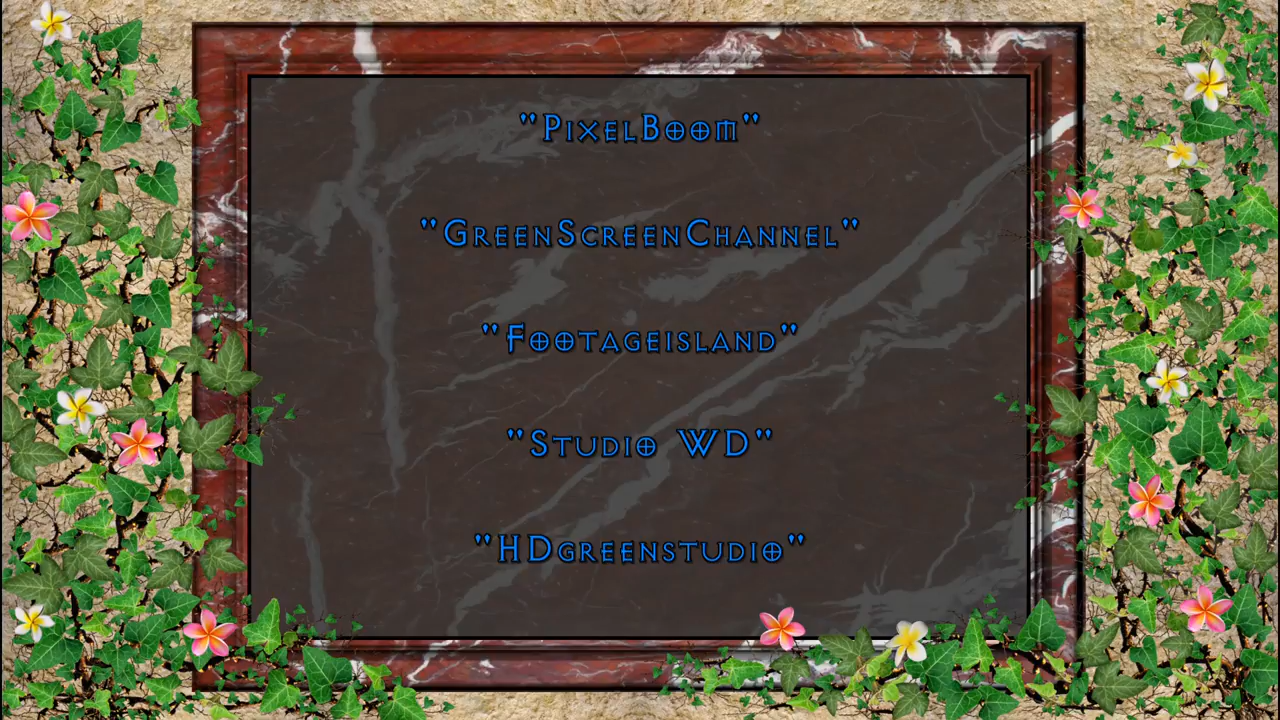 "PixelBoom"
"GreenScreenChannel"
"Footageisland"
"Studio WD"
"HDgreenstudio"